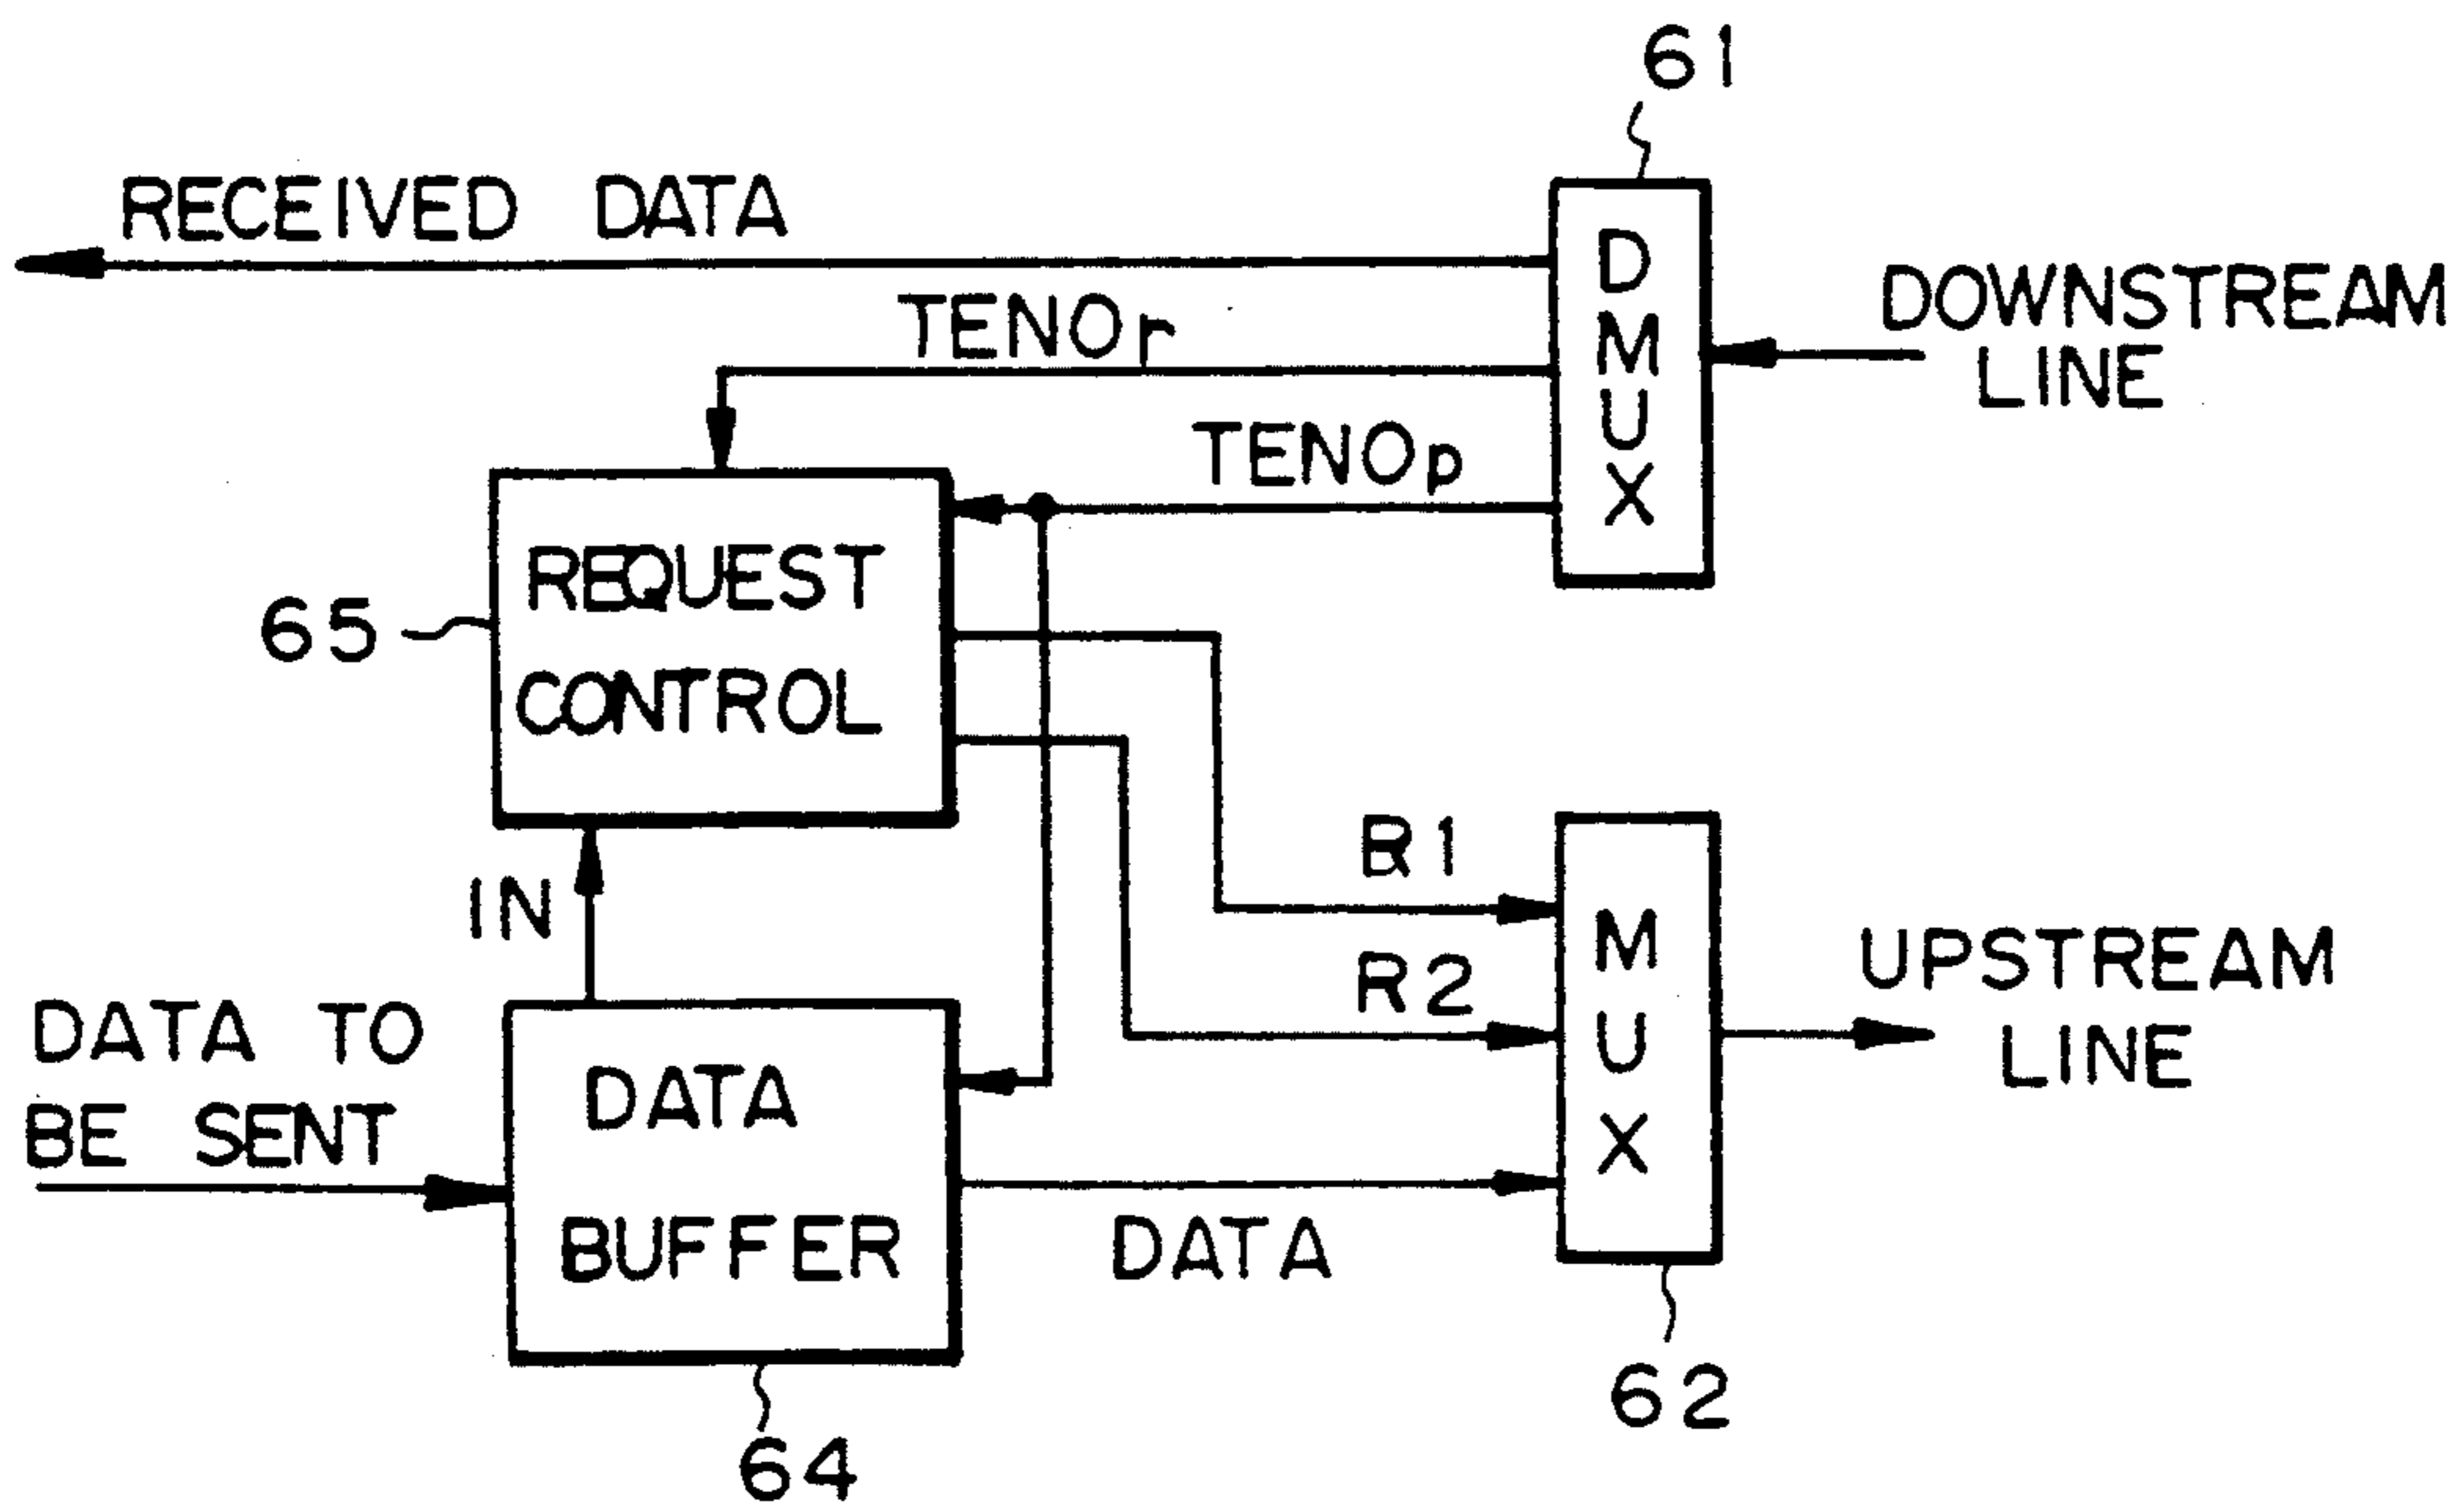 61
RECEIVED DATA
DMUX
DOWNSTREAM
LINE
TENOr
TENOp
REQUEST
CONTROL
65
R1
R2
MUX
UPSTREAM
LINE
IN
DATA TO
BE SENT
DATA
BUFFER
DATA
62
64